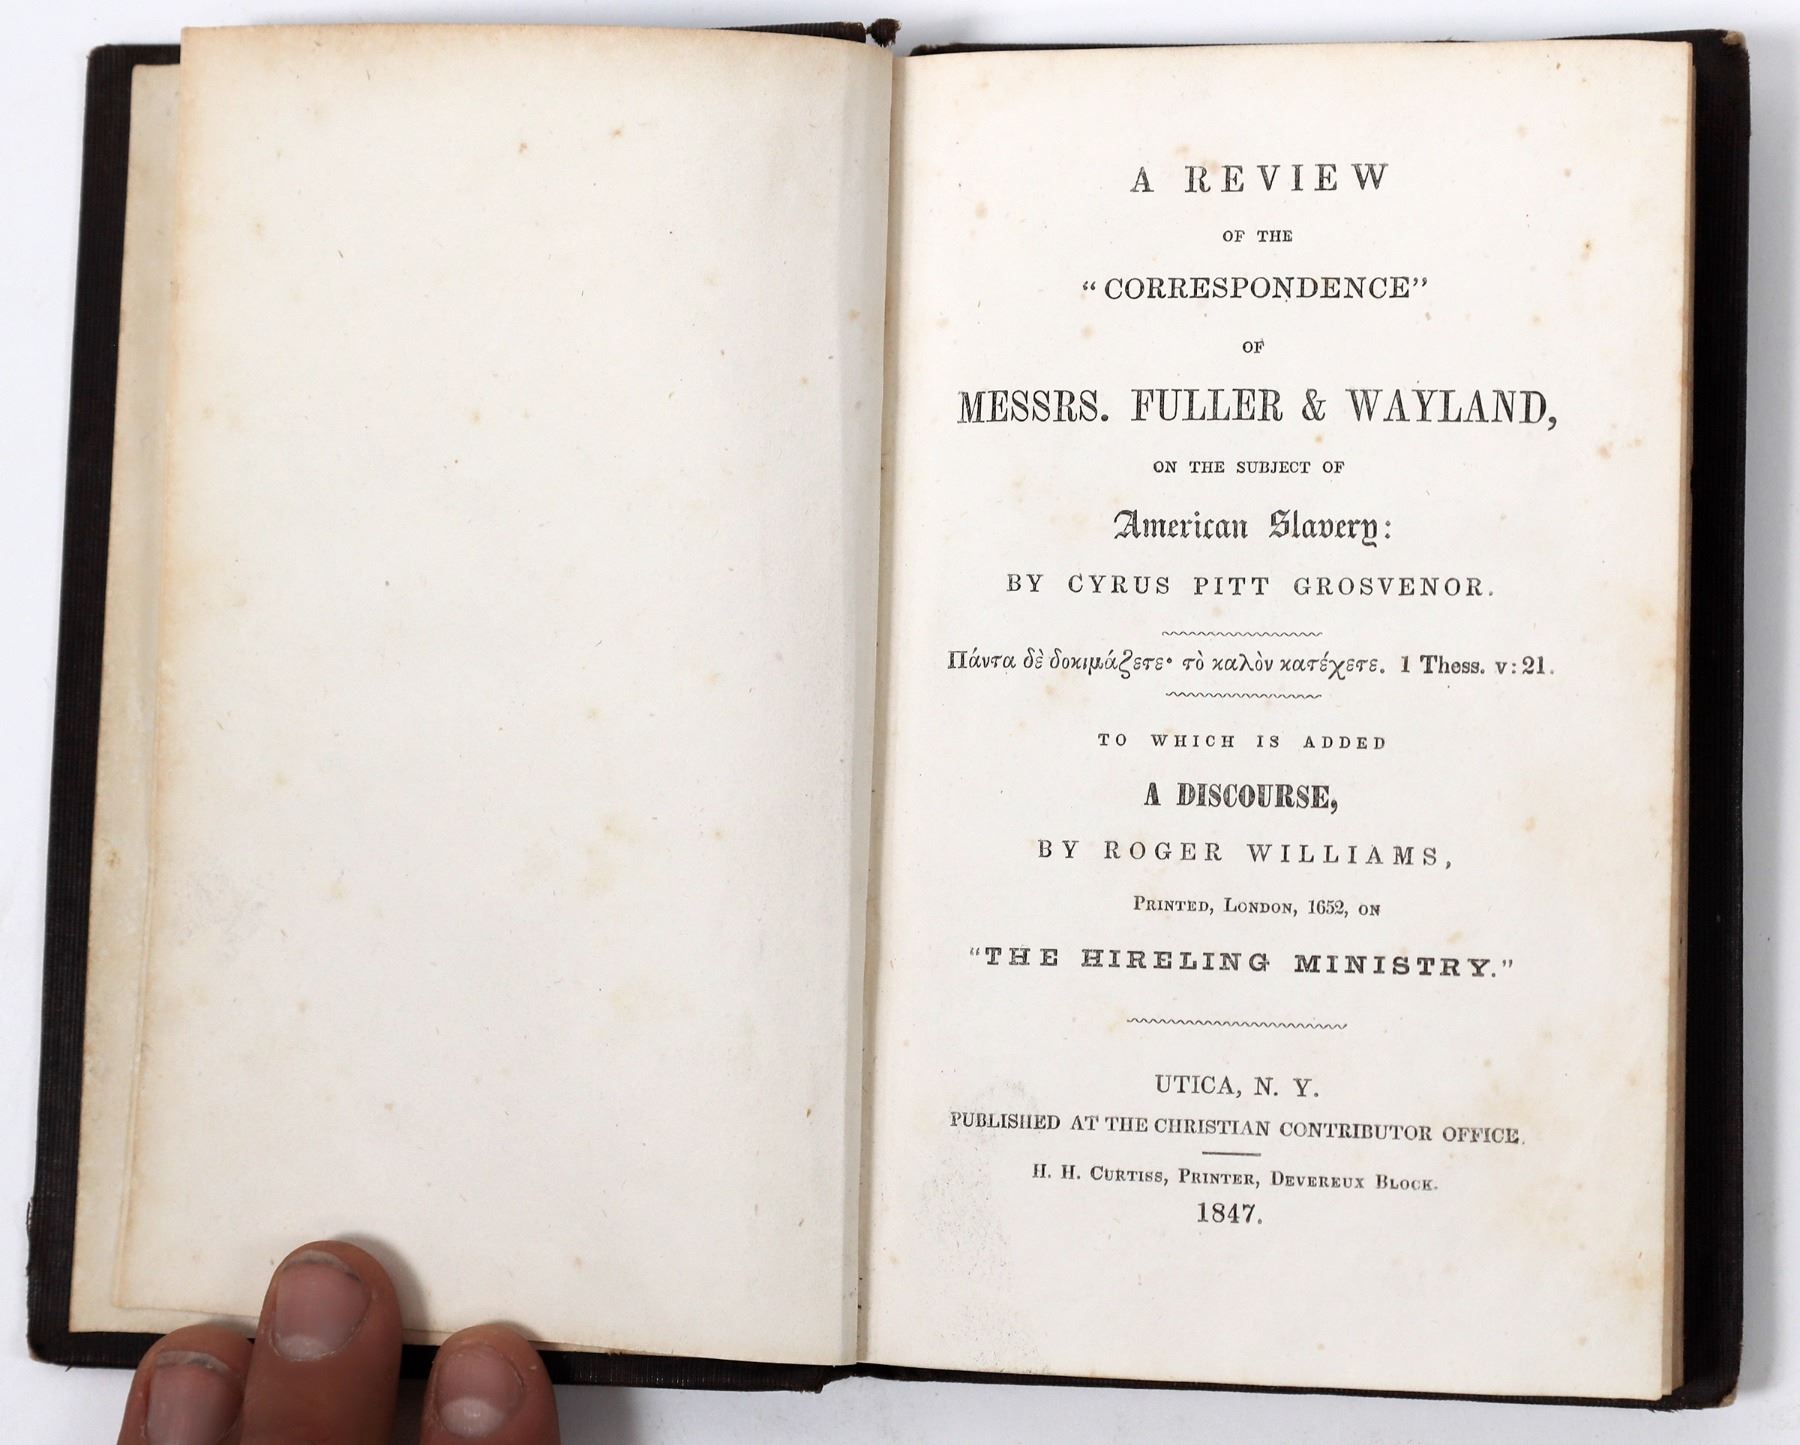 A REVIEW
OF THE
“CORRESPONDENCE”
OF
MESSRS. FULLER & WAYLAND,
ON THE SUBJECT OF
American Slavery:
BY CYRUS PITT GROSVENOR.
Πάντα δὲ δοκιμάζετε· τὸ καλὸν κατέχετε. 1 Thess. v: 21.
TO WHICH IS ADDED
A DISCOURSE,
BY ROGER WILLIAMS,
PRINTED, LONDON, 1652, ON
“THE HIRELING MINISTRY.”
UTICA, N. Y.
PUBLISHED AT THE CHRISTIAN CONTRIBUTOR OFFICE.
H. H. CURTISS, PRINTER, DEVEREUX BLOCK.
1847.